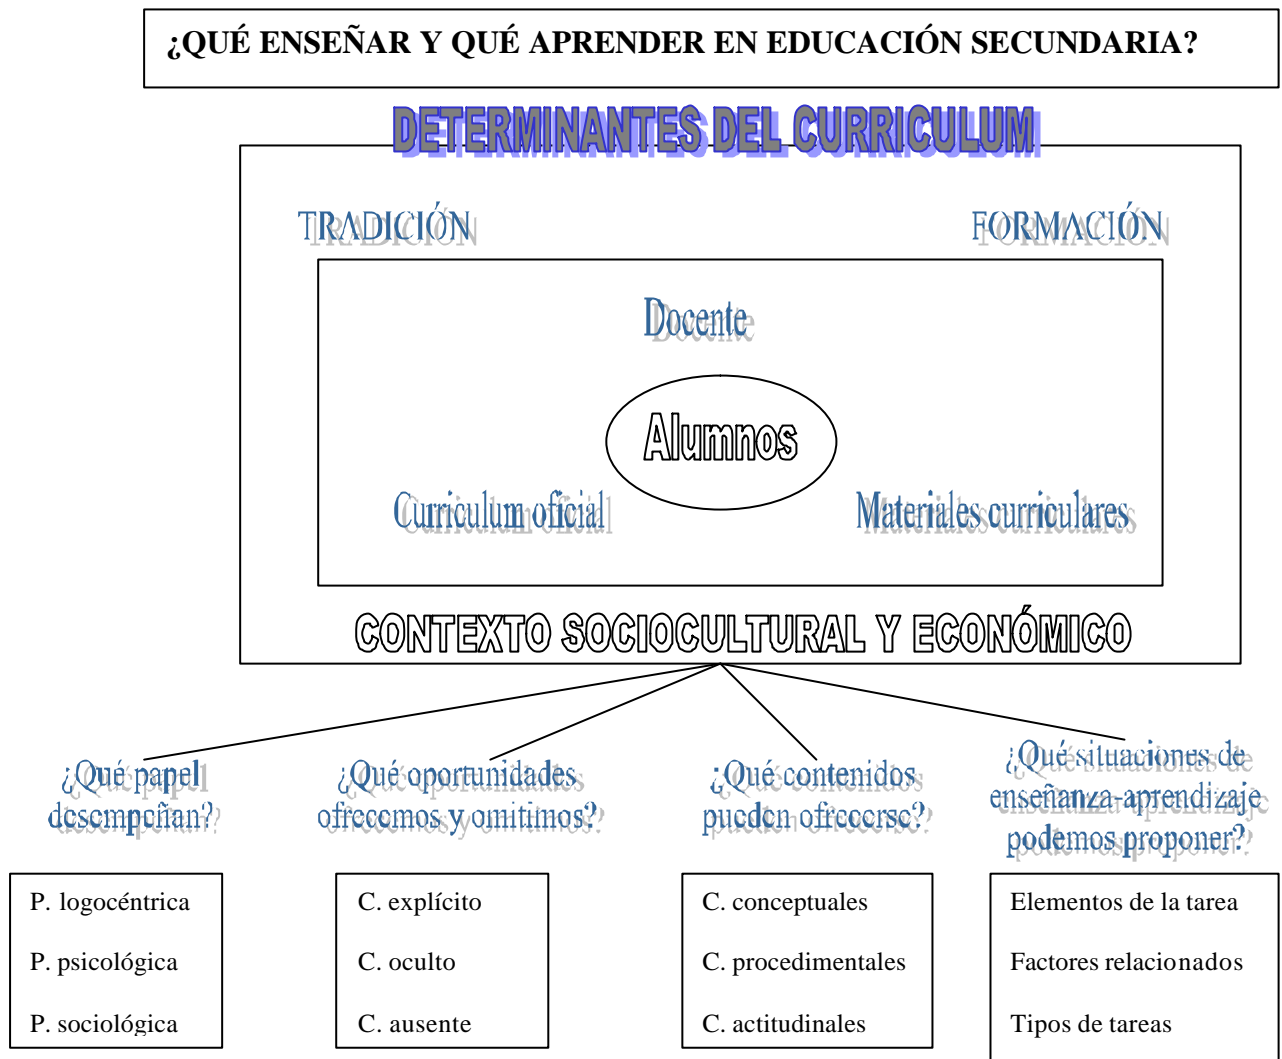 ¿QUÉ ENSEÑAR Y QUÉ APRENDER EN EDUCACIÓN SECUNDARIA?
DETERMINANTES DEL CURRICULUM
TRADICIÓN
FORMACIÓN
Docente
Alumnos
Curriculum oficial
Materiales curriculares
CONTEXTO SOCIOCULTURAL Y ECONÓMICO
¿Qué papel
desempeñan?
¿Qué oportunidades
ofrecemos y omitimos?
¿Qué contenidos
pueden ofrecerse?
¿Qué situaciones de
enseñanza-aprendizaje
podemos proponer?
P. logocéntrica
P. psicológica
P. sociológica
C. explícito
C. oculto
C. ausente
C. conceptuales
C. procedimentales
C. actitudinales
Elementos de la tarea
Factores relacionados
Tipos de tareas